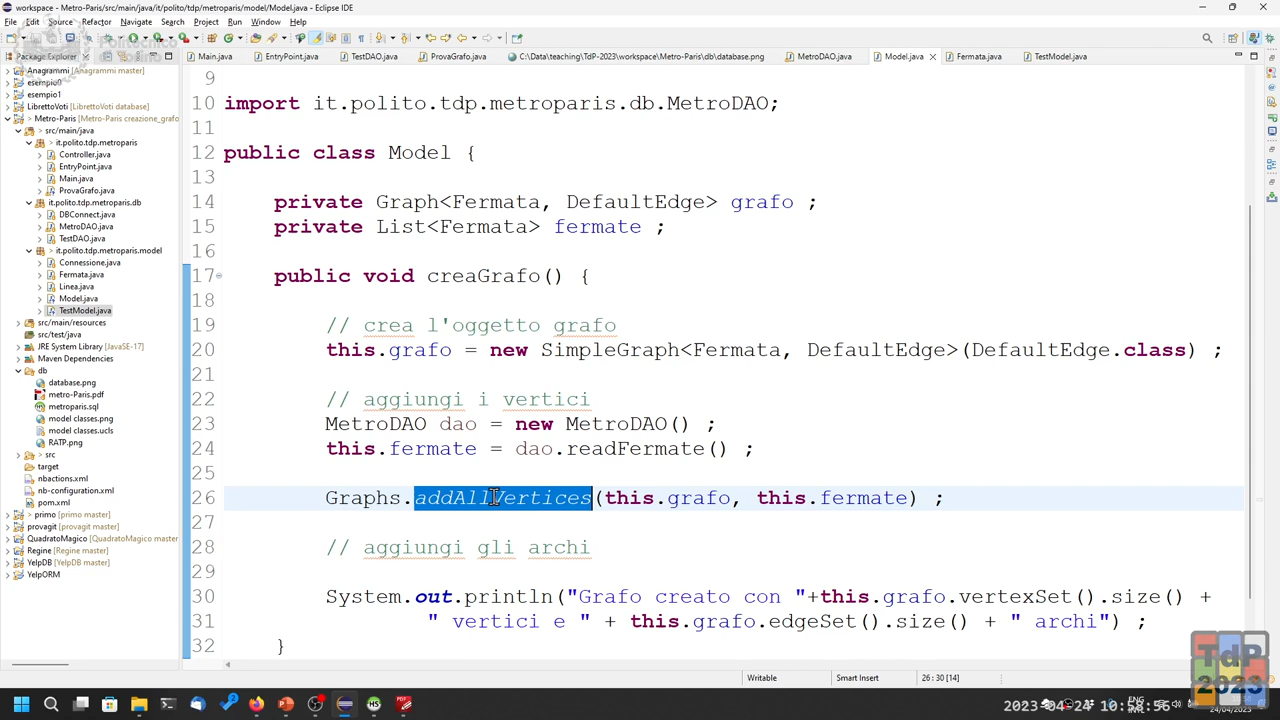 workspace - Metro-Paris/src/main/java/it/polito/tdp/metroparis/model/Model.java - Eclipse IDE
File Edit Source Refactor Navigate Search Project Run Window Help
Package Explorer
Main.java EntryPoint.java TestDAO.java ProvaGrafo.java C:\Data\teaching\TdP-2023\workspace\Metro-Paris\db\database.png MetroDAO.java Model.java Fermata.java TestModel.java
Anagrammi [Anagrammi master]
esempio0
esempio1
LibrettoVoti [LibrettoVoti database]
Metro-Paris [Metro-Paris creazione_grafo
src/main/java
it.polito.tdp.metroparis
Controller.java
EntryPoint.java
Main.java
ProvaGrafo.java
it.polito.tdp.metroparis.db
DBConnect.java
MetroDAO.java
TestDAO.java
it.polito.tdp.metroparis.model
Connessione.java
Fermata.java
Linea.java
Model.java
TestModel.java
src/main/resources
src/test/java
JRE System Library [JavaSE-17]
Maven Dependencies
db
database.png
metro-Paris.pdf
metroparis.sql
model classes.png
model classes.ucls
RATP.png
src
target
nbactions.xml
nb-configuration.xml
pom.xml
primo [primo master]
provagit [provagit master]
QuadratoMagico [QuadratoMagico master]
Regine [Regine master]
YelpDB [YelpDB master]
YelpORM
9
10 import it.polito.tdp.metroparis.db.MetroDAO;
11
12 public class Model {
13
14 private Graph<Fermata, DefaultEdge> grafo ;
15 private List<Fermata> fermate ;
16
17 public void creaGrafo() {
18
19 // crea l'oggetto grafo
20 this.grafo = new SimpleGraph<Fermata, DefaultEdge>(DefaultEdge.class) ;
21
22 // aggiungi i vertici
23 MetroDAO dao = new MetroDAO() ;
24 this.fermate = dao.readFermate() ;
25
26 Graphs.addAllVertices(this.grafo, this.fermate) ;
27
28 // aggiungi gli archi
29
30 System.out.println("Grafo creato con "+this.grafo.vertexSet().size() +
31 " vertici e " + this.grafo.edgeSet().size() + " archi") ;
32 }
Writable Smart Insert 26 : 30 [14]
TdP
2023
ENG
2023-04-24 10:15:56
24/04/2023